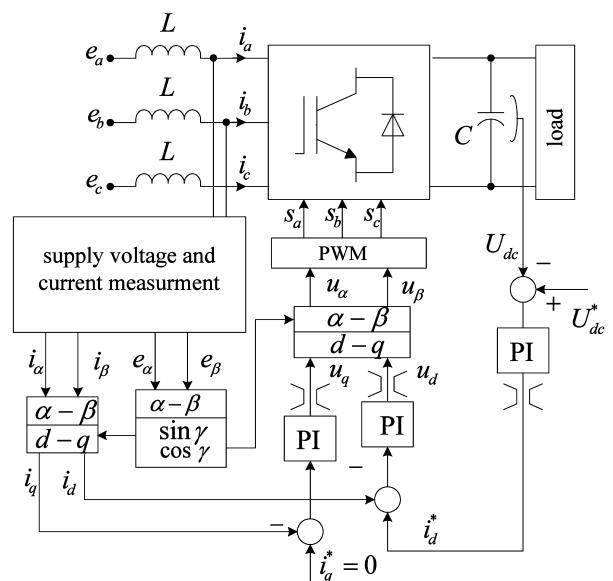 L
e_a
i_a
L
e_b
i_b
C
load
L
e_c
i_c
s_a s_b s_c
supply voltage and
current measurment
PWM
U_dc
−
u_α u_β
+
U*_dc
α − β
d − q
PI
i_α i_β e_α e_β
u_q u_d
α − β
d − q
α − β
sin γ
cos γ
PI
PI
i_q i_d
−
−
i*_d
i*_q = 0